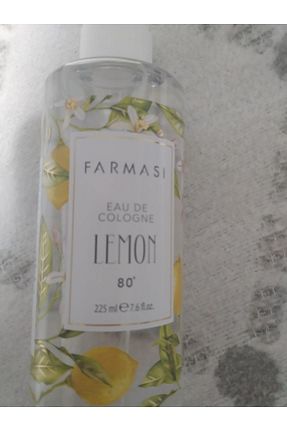 FARMASI
EAU DE
COLOGNE
LEMON
80°
225 ml ℮ 7.6 fl.oz.